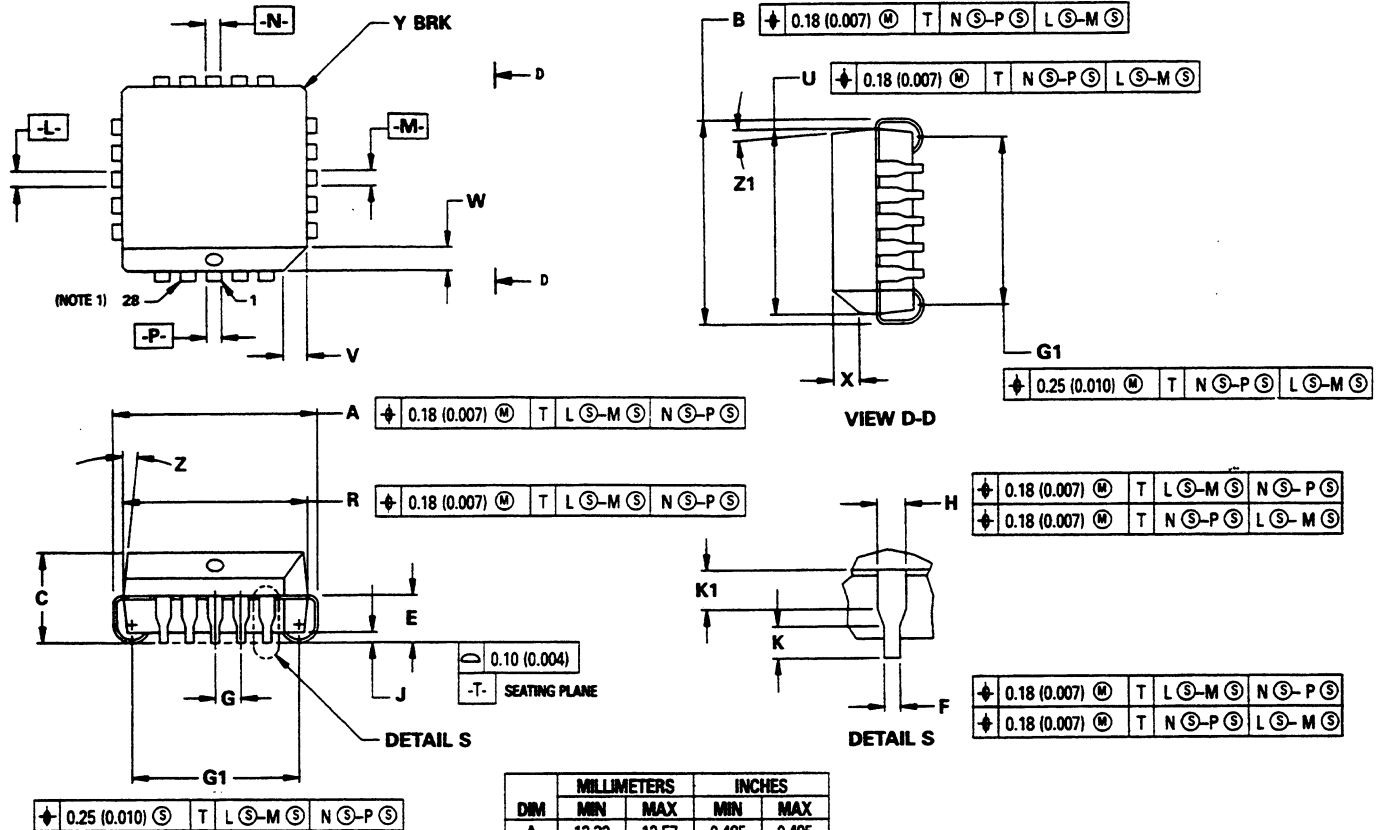 -N-
Y BRK
D
-L-
-M-
W
(NOTE 1) 28
1
D
-P-
V
B ⌖ 0.18 (0.007) Ⓜ T N Ⓢ-P Ⓢ L Ⓢ-M Ⓢ
U ⌖ 0.18 (0.007) Ⓜ T N Ⓢ-P Ⓢ L Ⓢ-M Ⓢ
Z1
G1
⌖ 0.25 (0.010) Ⓜ T N Ⓢ-P Ⓢ L Ⓢ-M Ⓢ
X
VIEW D-D
A ⌖ 0.18 (0.007) Ⓜ T L Ⓢ-M Ⓢ N Ⓢ-P Ⓢ
Z
R ⌖ 0.18 (0.007) Ⓜ T L Ⓢ-M Ⓢ N Ⓢ-P Ⓢ
C
E
⌓ 0.10 (0.004)
-T- SEATING PLANE
G
J
DETAIL S
G1
⌖ 0.25 (0.010) Ⓢ T L Ⓢ-M Ⓢ N Ⓢ-P Ⓢ
H
⌖ 0.18 (0.007) Ⓜ T L Ⓢ-M Ⓢ N Ⓢ-P Ⓢ
⌖ 0.18 (0.007) Ⓜ T N Ⓢ-P Ⓢ L Ⓢ-M Ⓢ
K1
K
F
⌖ 0.18 (0.007) Ⓜ T L Ⓢ-M Ⓢ N Ⓢ-P Ⓢ
⌖ 0.18 (0.007) Ⓜ T N Ⓢ-P Ⓢ L Ⓢ-M Ⓢ
DETAIL S
MILLIMETERS INCHES
DIM MIN MAX MIN MAX